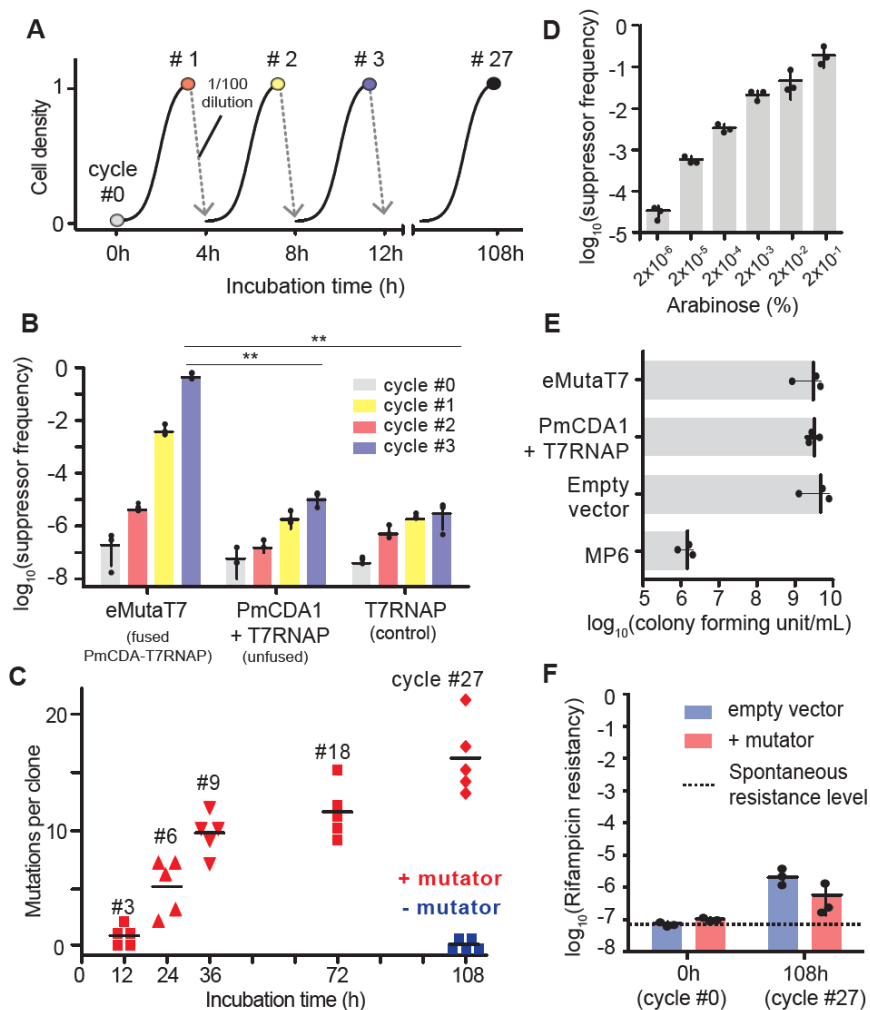 A
# 1
# 2
# 3
# 27
1/100
dilution
1
Cell density
cycle
#0
0
0h
4h
8h
12h
108h
Incubation time (h)
B
**
**
0
-2
-4
-6
-8
log10(suppressor frequency)
cycle #0
cycle #1
cycle #2
cycle #3
eMutaT7
(fused
PmCDA-T7RNAP)
PmCDA1
+ T7RNAP
(unfused)
T7RNAP
(control)
C
cycle #27
20
#18
#9
10
#6
#3
0
Mutations per clone
+ mutator
- mutator
0
12
24
36
72
108
Incubation time (h)
D
0
-1
-2
-3
-4
-5
log10(suppressor frequency)
2x10-6
2x10-5
2x10-4
2x10-3
2x10-2
2x10-1
Arabinose (%)
E
eMutaT7
PmCDA1
+ T7RNAP
Empty
vector
MP6
5
6
7
8
9
10
log10(colony forming unit/mL)
F
0
-1
-2
-3
-4
-5
-6
-7
-8
log10(Rifampicin resistancy)
empty vector
+ mutator
Spontaneous
resistance level
0h
(cycle #0)
108h
(cycle #27)